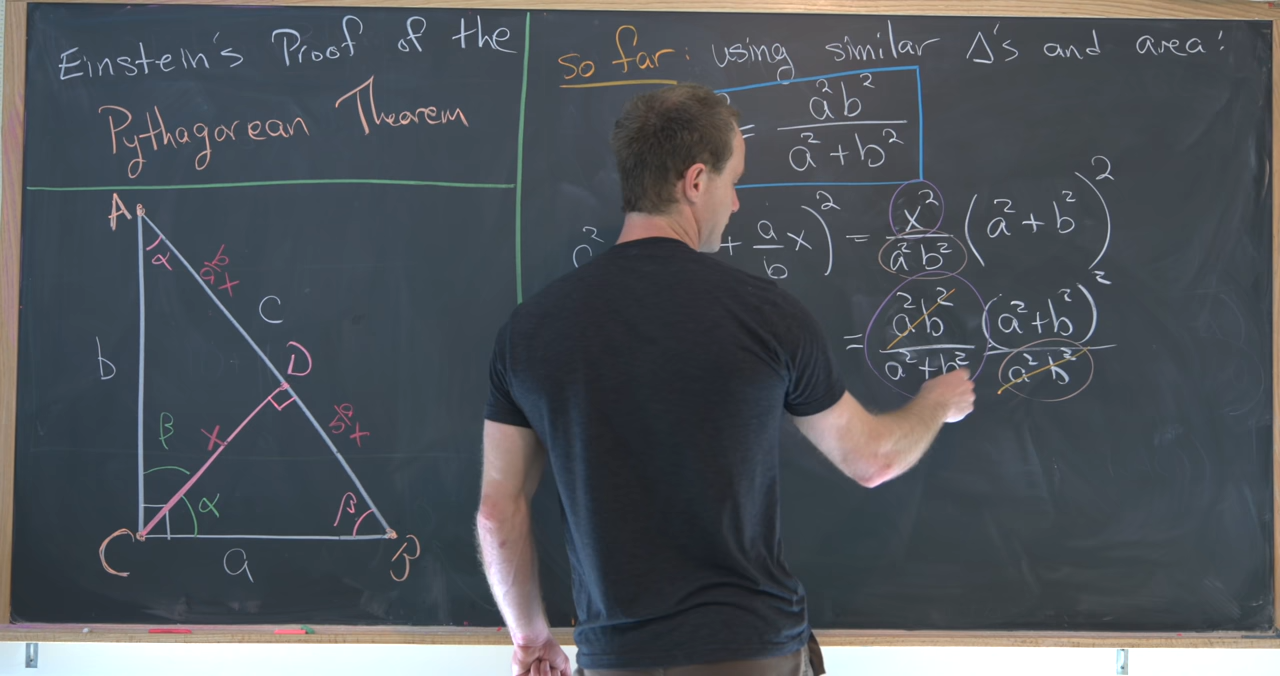 Einstein's Proof of the
Pythagorean Theorem
so far: using similar Δ's and area:
= a²b² / (a² + b²)
a² + (a/b)x)² = x²/(a²b²) (a² + b²)²
= a²b²/(a²+b²) (a²+b²)²/(a²b²)
A
α
b/a x
C
b
D
β
x
a/b x
α
β
C
a
B